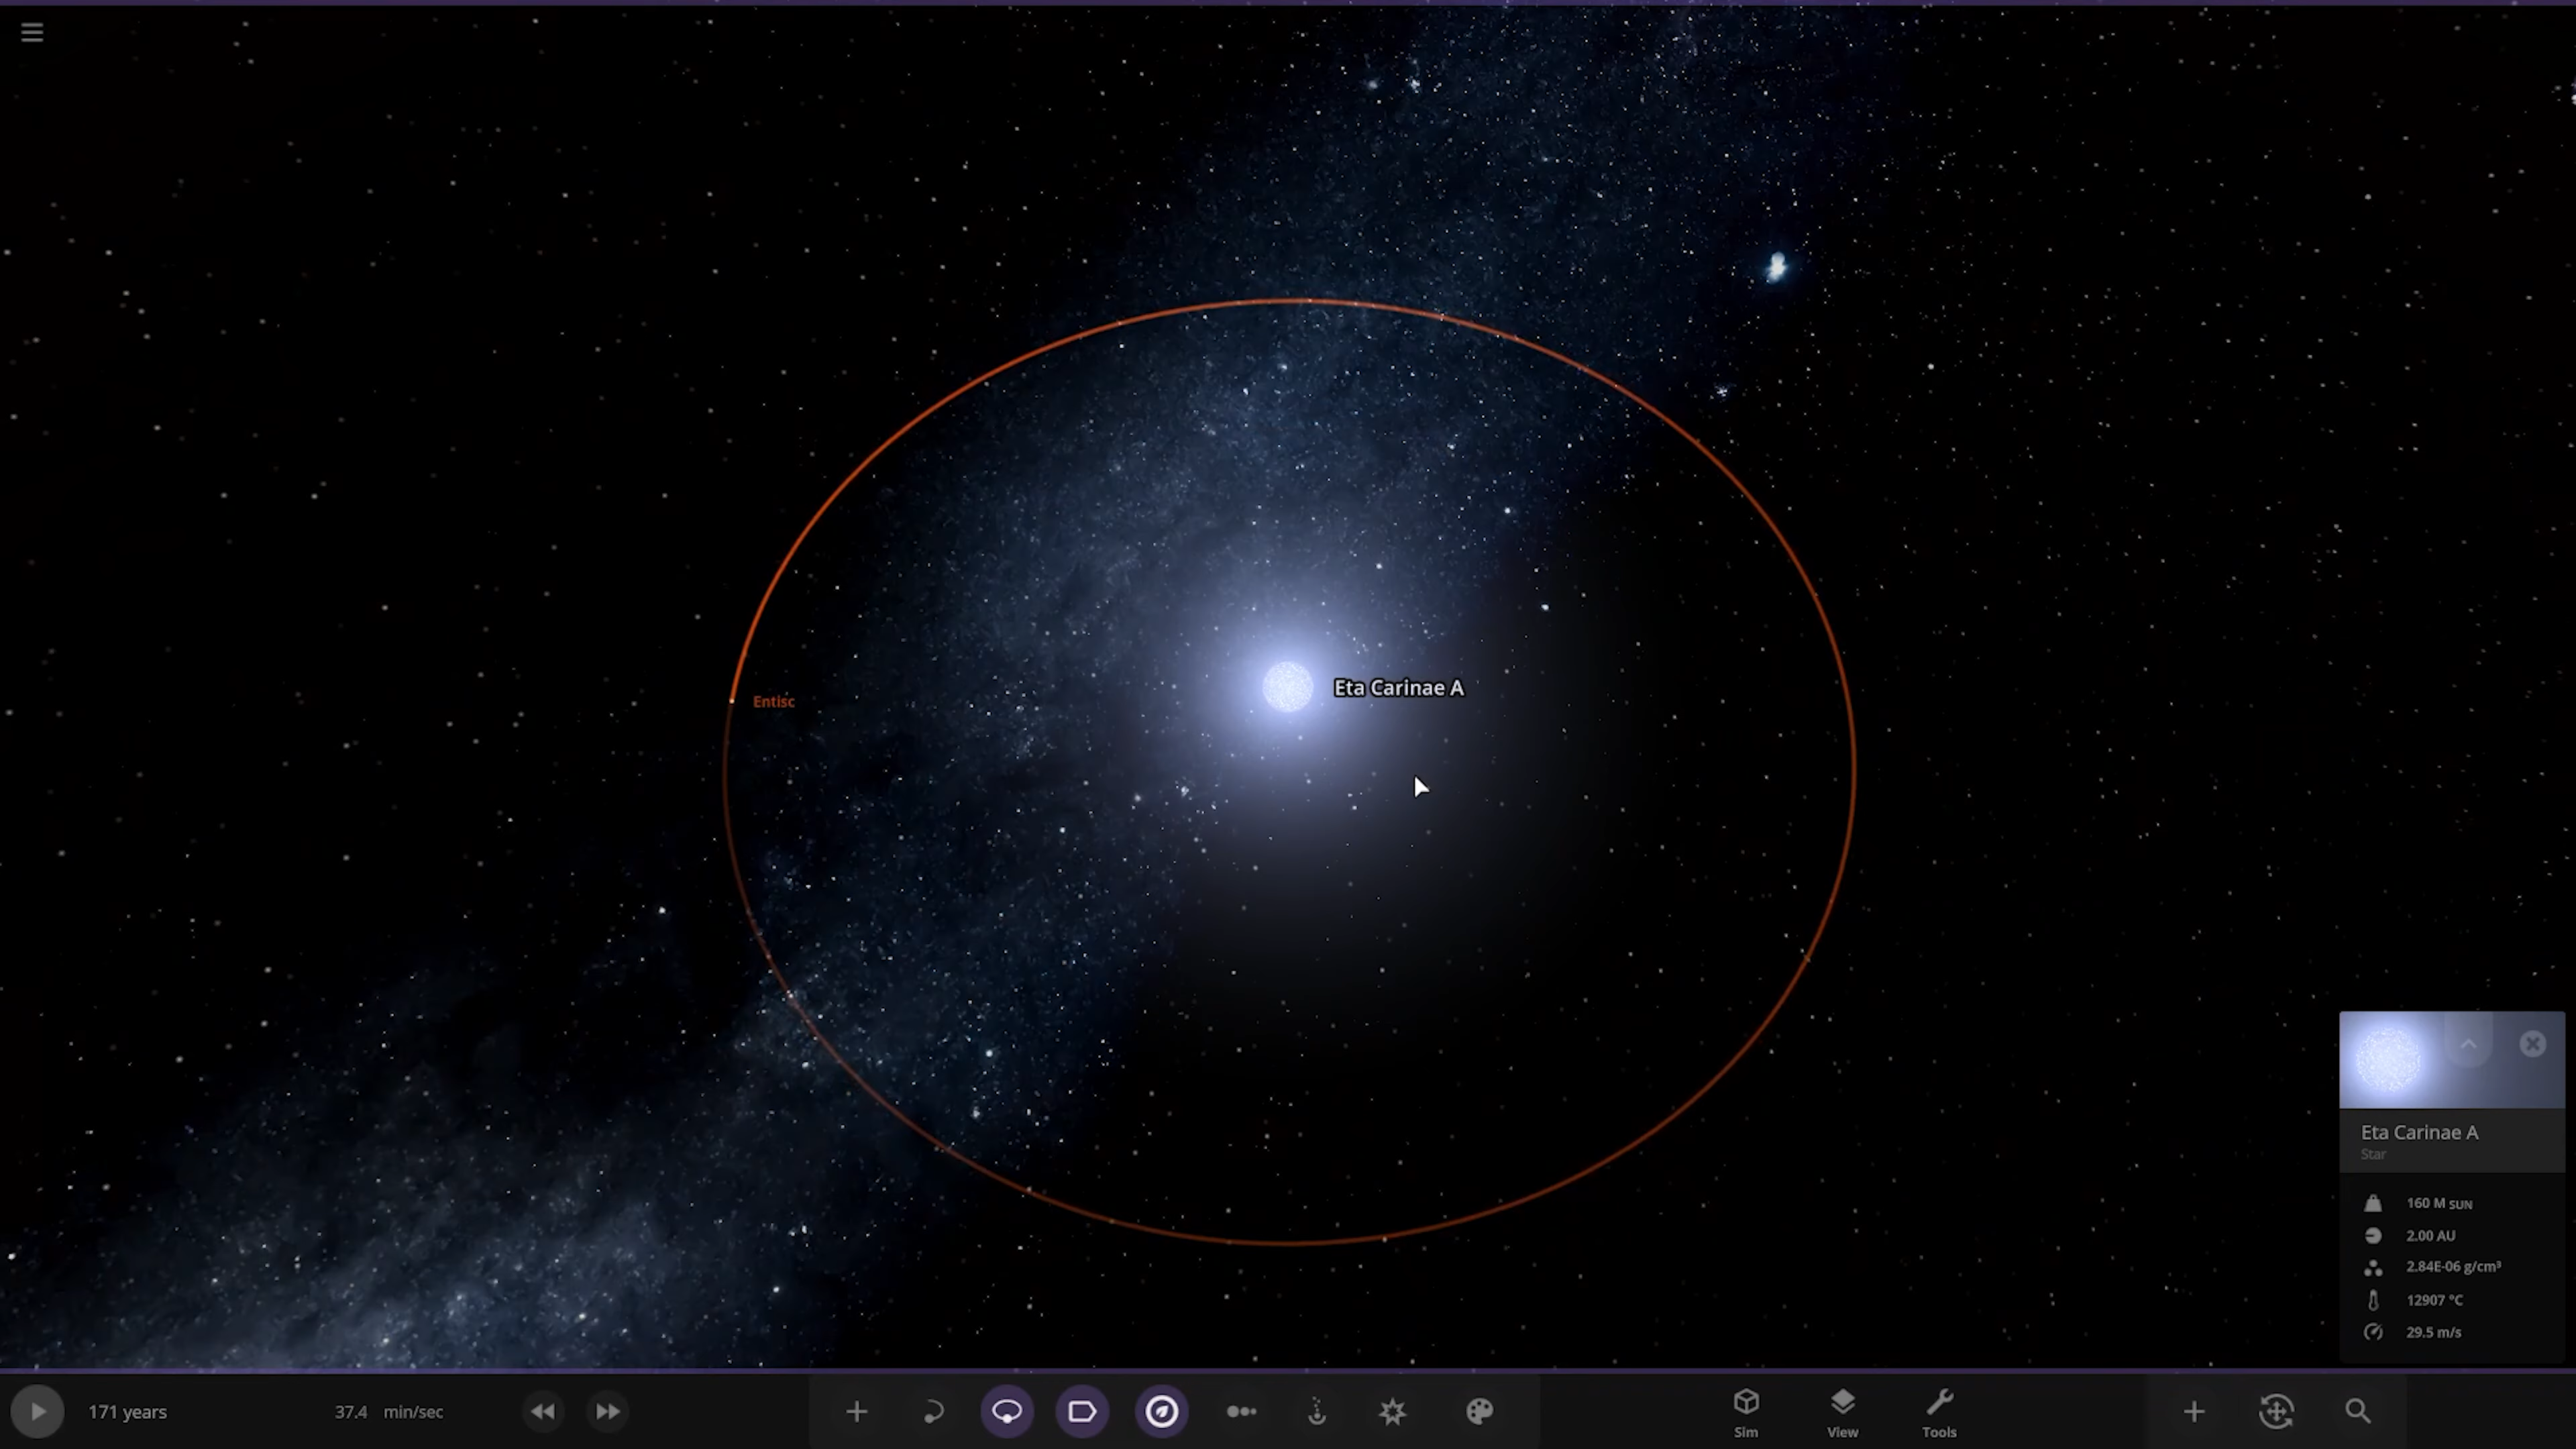 Entisc
Eta Carinae A
Eta Carinae A
Star
160 M SUN
2.00 AU
2.84E-06 g/cm³
12907 °C
29.5 m/s
171 years
37.4 min/sec
Sim
View
Tools